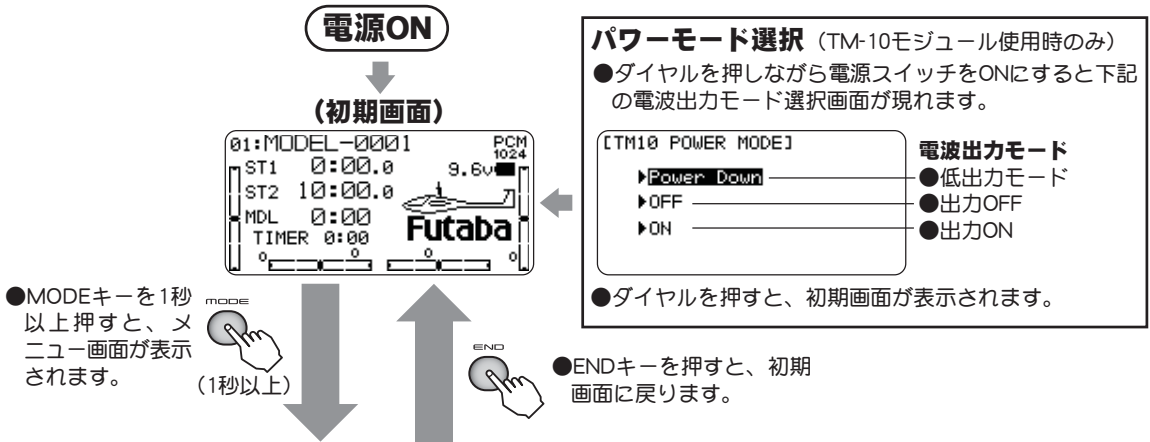 電源ON
(初期画面)
01:MODEL-0001
PCM
1024
ST1 0:00.0
9.6v
ST2 10:00.0
MDL 0:00
TIMER 0:00
Futaba
0 0 0 0
●MODEキーを1秒
以上押すと、メ
ニュー画面が表示
されます。
MODE
(1秒以上)
END
●ENDキーを押すと、初期
画面に戻ります。
パワーモード選択(TM-10モジュール使用時のみ)
●ダイヤルを押しながら電源スイッチをONにすると下記
の電波出力モード選択画面が現れます。
[TM10 POWER MODE]
▶Power Down
▶OFF
▶ON
電波出力モード
●低出力モード
●出力OFF
●出力ON
●ダイヤルを押すと、初期画面が表示されます。